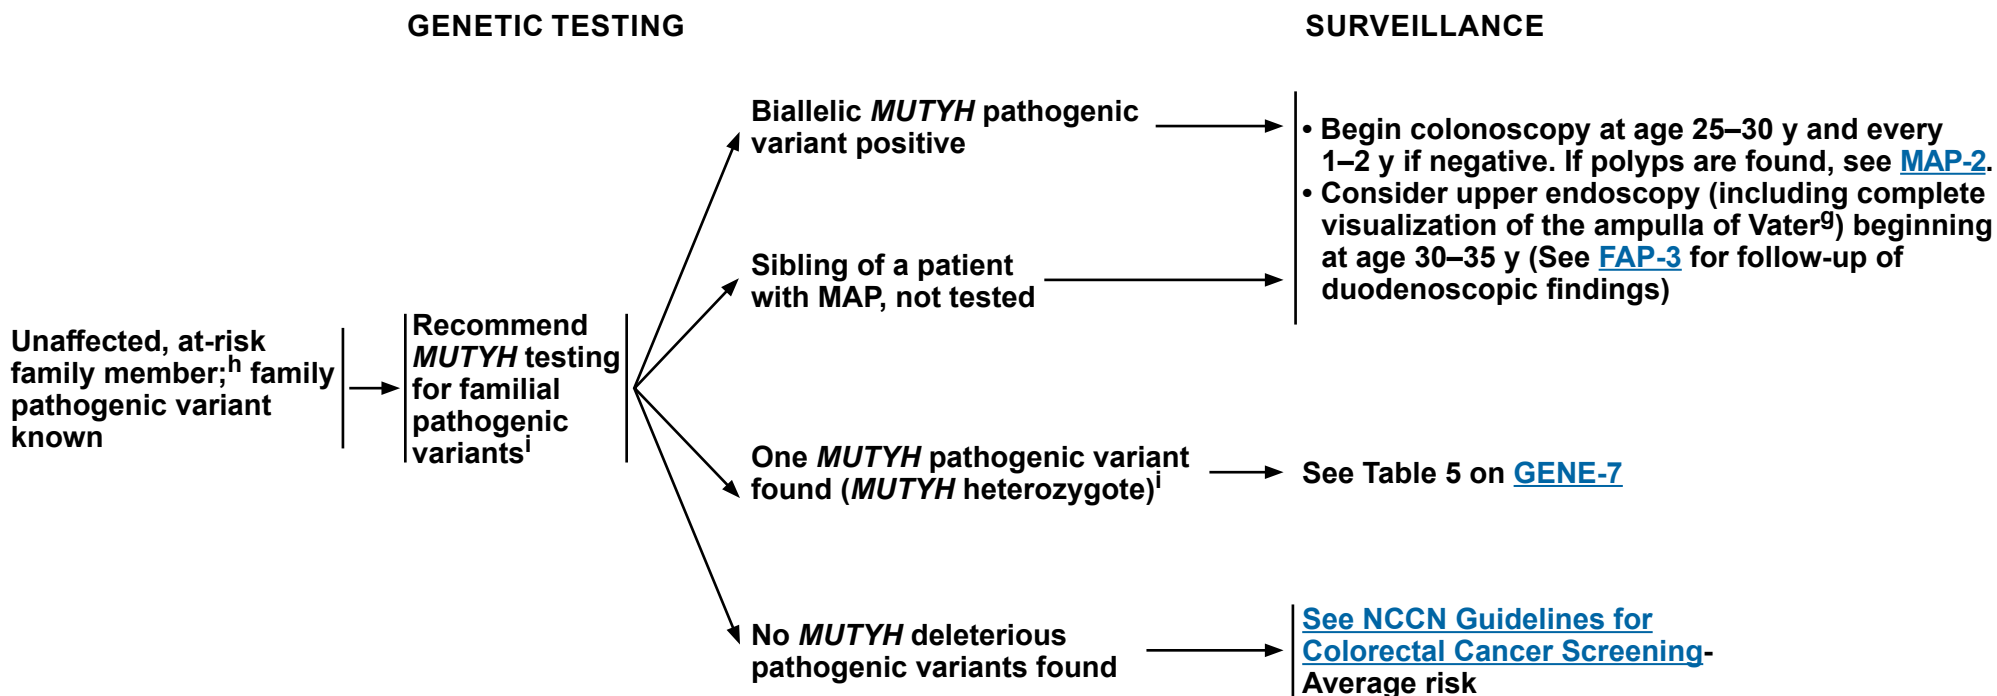 GENETIC TESTING
SURVEILLANCE
Unaffected, at-risk
family member;h family
pathogenic variant
known
Recommend
MUTYH testing
for familial
pathogenic
variantsi
Biallelic MUTYH pathogenic
variant positive
Sibling of a patient
with MAP, not tested
• Begin colonoscopy at age 25–30 y and every
1–2 y if negative. If polyps are found, see MAP-2.
• Consider upper endoscopy (including complete
visualization of the ampulla of Vaterg) beginning
at age 30–35 y (See FAP-3 for follow-up of
duodenoscopic findings)
One MUTYH pathogenic variant
found (MUTYH heterozygote)i
See Table 5 on GENE-7
No MUTYH deleterious
pathogenic variants found
See NCCN Guidelines for
Colorectal Cancer Screening-
Average risk